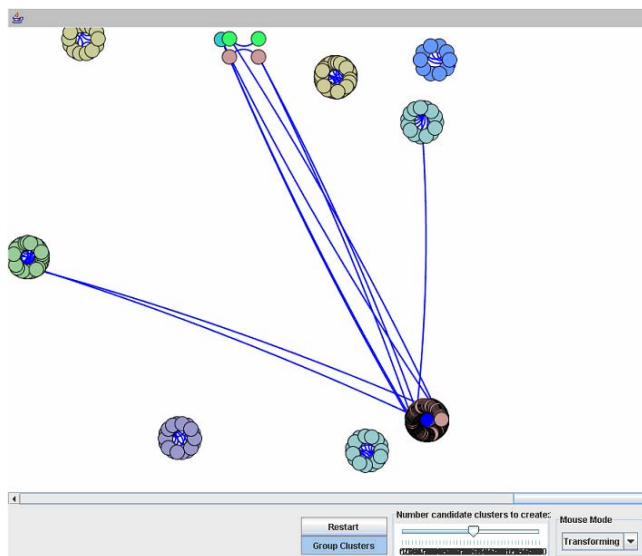 Number candidate clusters to create::
Mouse Mode
Restart
Group Clusters
Transforming